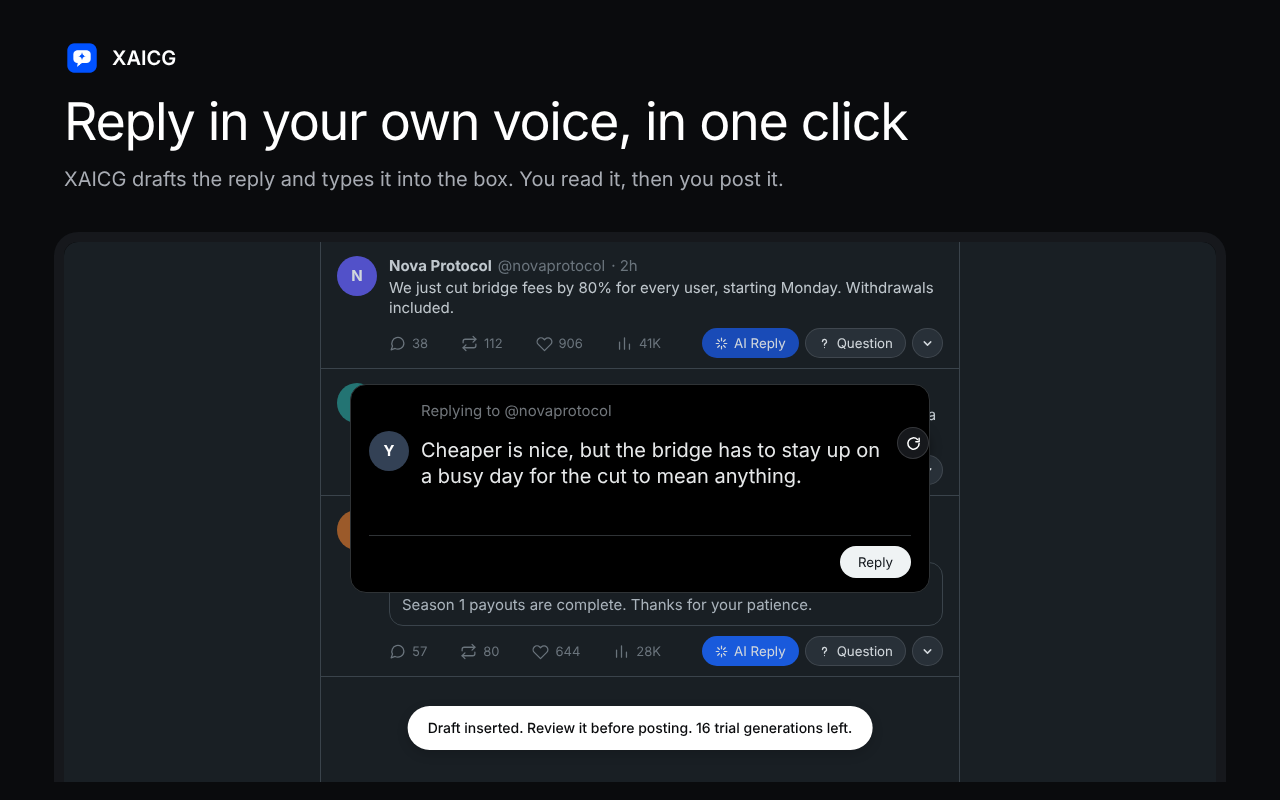 XAICG
Reply in your own voice, in one click
XAICG drafts the reply and types it into the box. You read it, then you post it.
N
Nova Protocol @novaprotocol · 2h
We just cut bridge fees by 80% for every user, starting Monday. Withdrawals
included.
38 112 906 41K AI Reply ? Question
Replying to @novaprotocol
a
Y
Cheaper is nice, but the bridge has to stay up on
a busy day for the cut to mean anything.
Reply
Season 1 payouts are complete. Thanks for your patience.
57 80 644 28K AI Reply ? Question
Draft inserted. Review it before posting. 16 trial generations left.